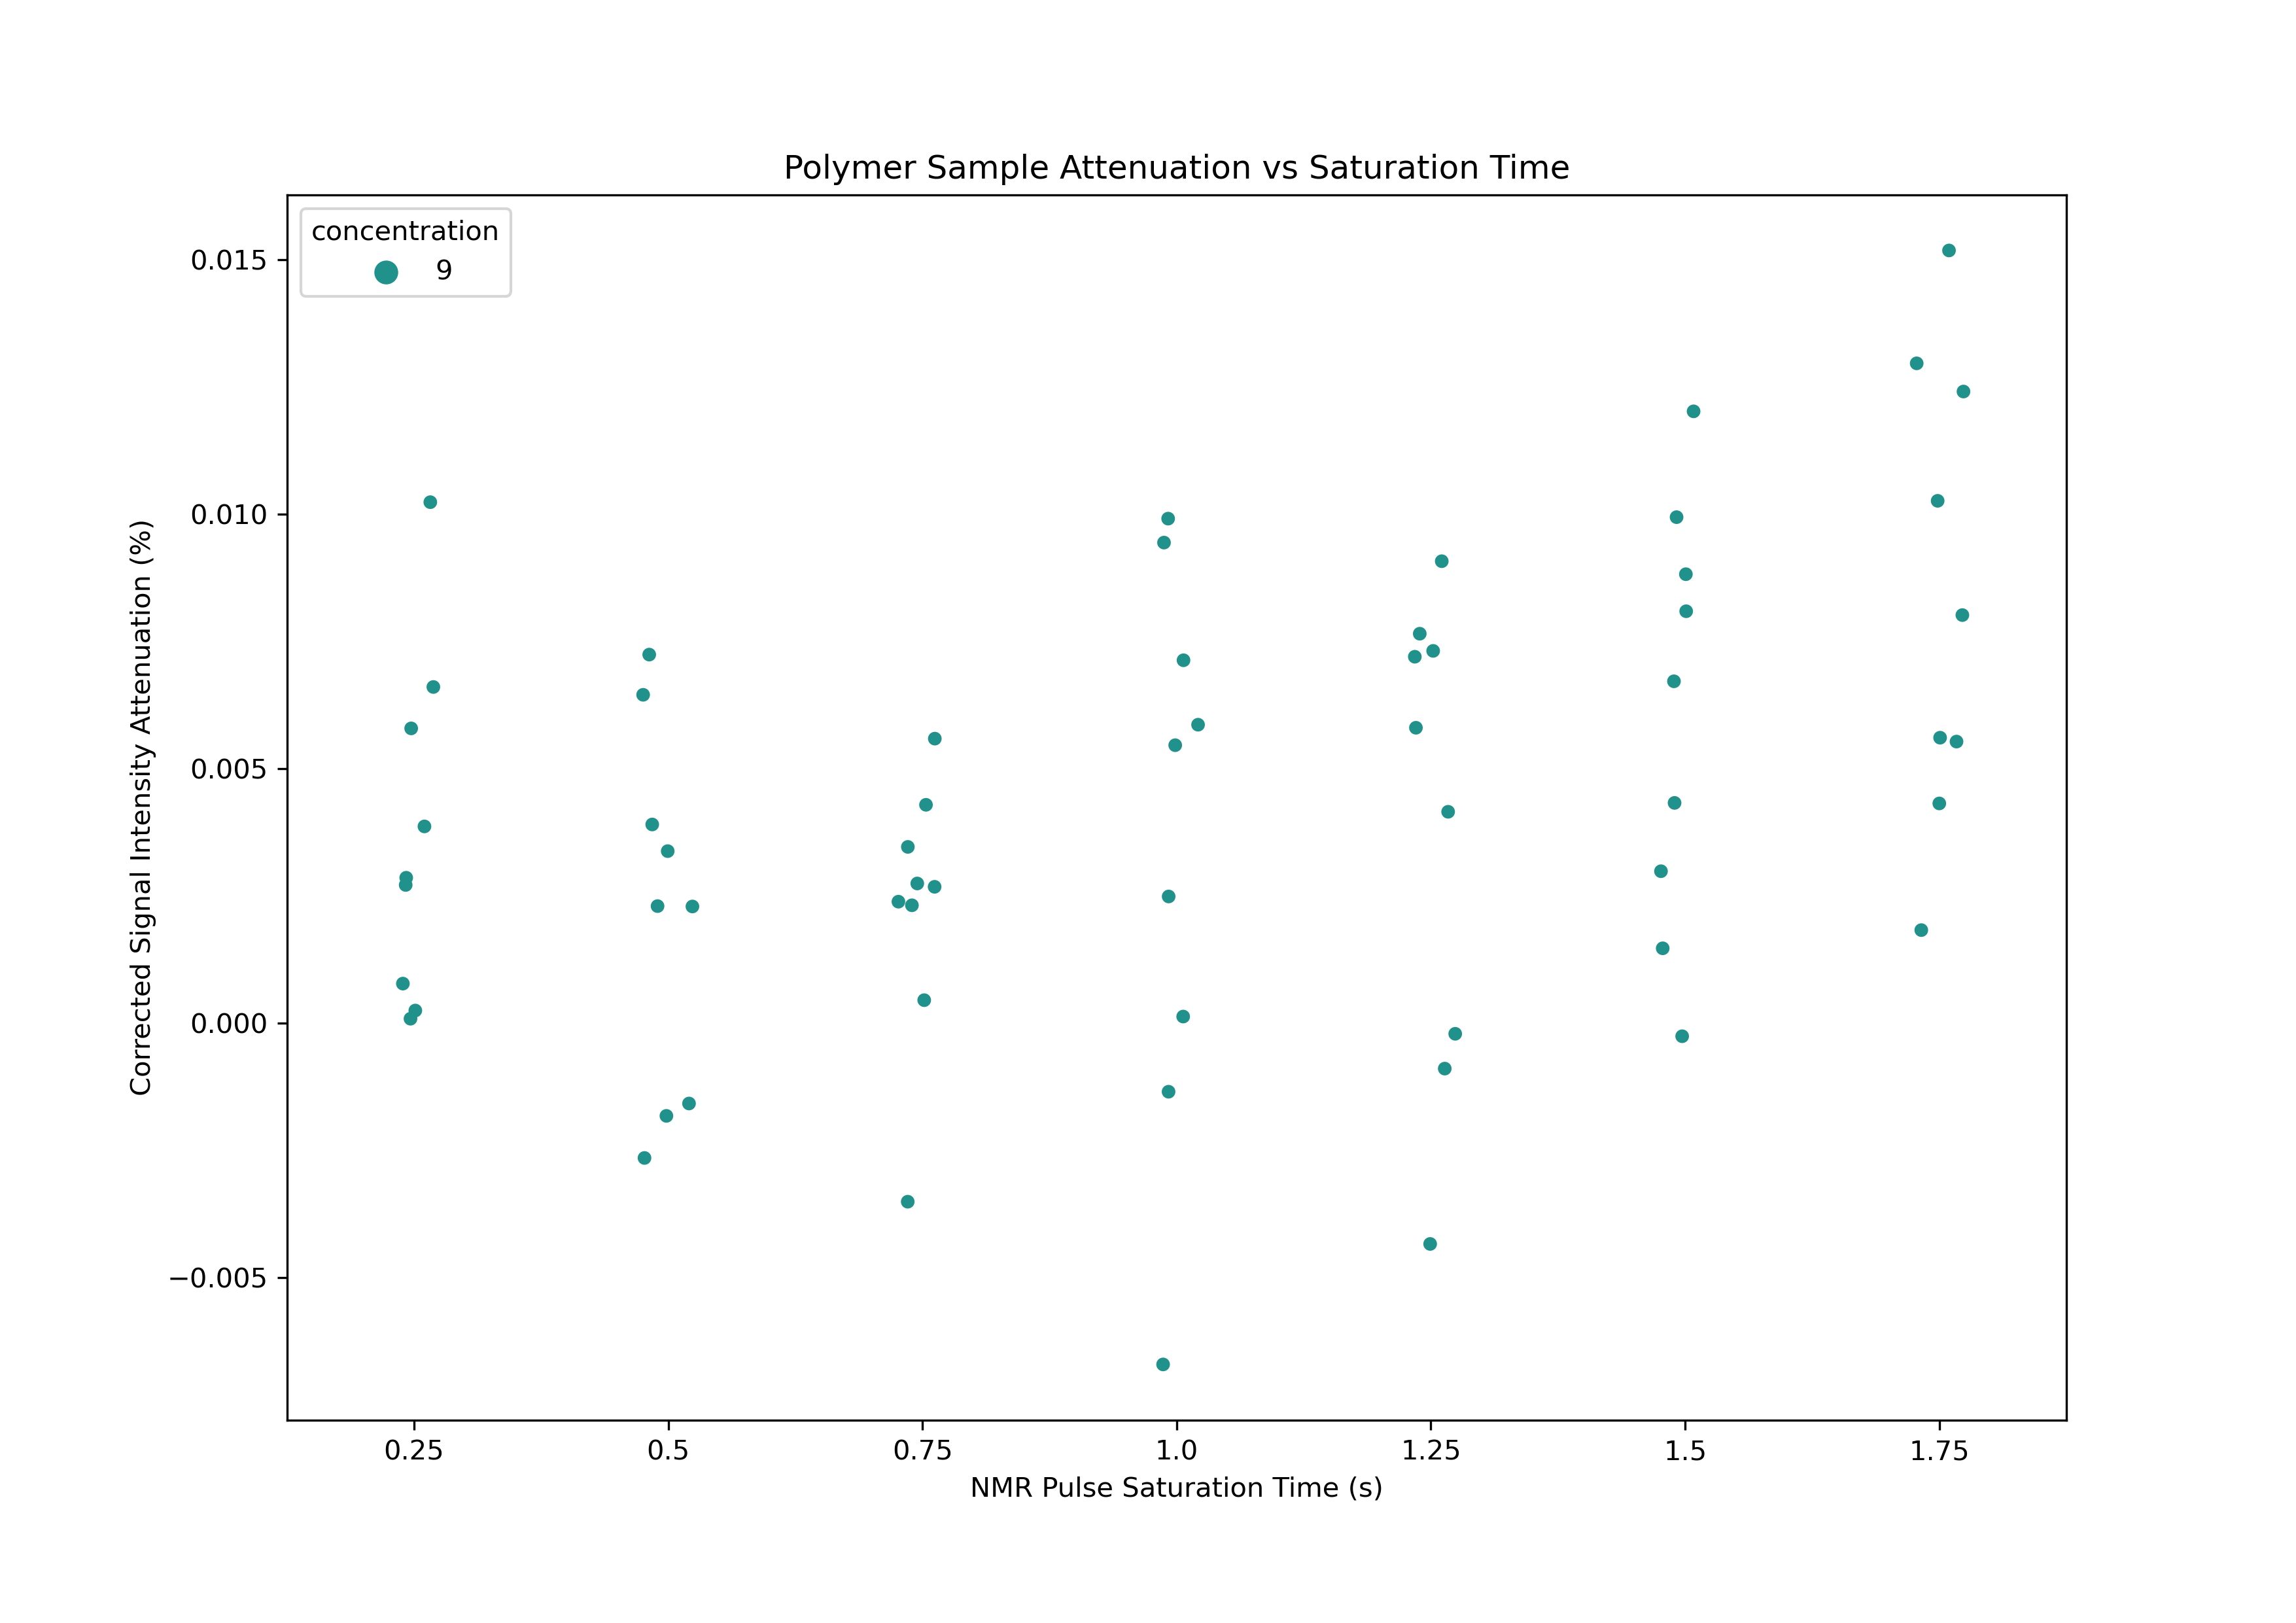 Polymer Sample Attenuation vs Saturation Time
concentration
9
0.015
0.010
0.005
0.000
−0.005
Corrected Signal Intensity Attenuation (%)
0.25 0.5 0.75 1.0 1.25 1.5 1.75
NMR Pulse Saturation Time (s)